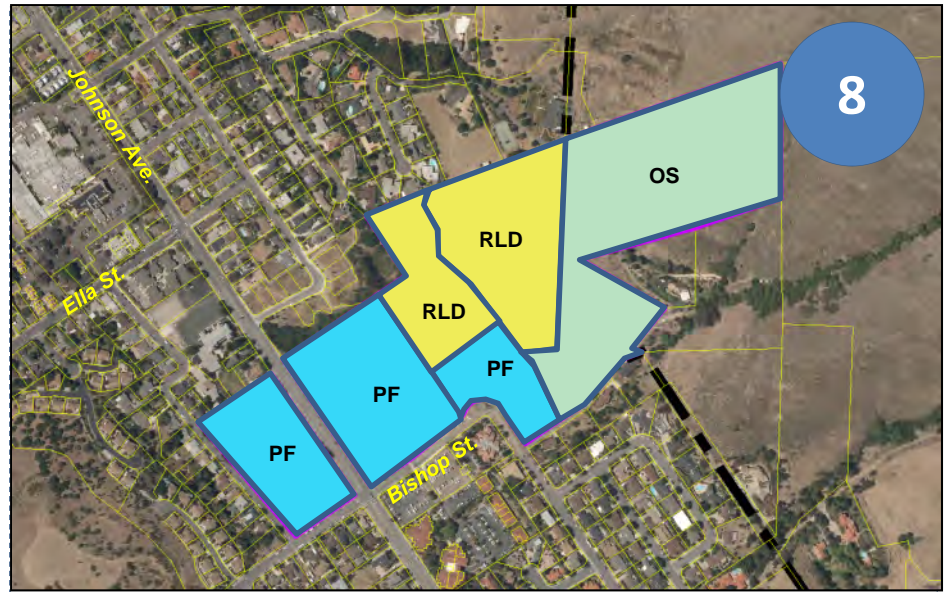 8
Johnson Ave.
OS
RLD
Ella St.
RLD
PF
PF
PF
Bishop St.